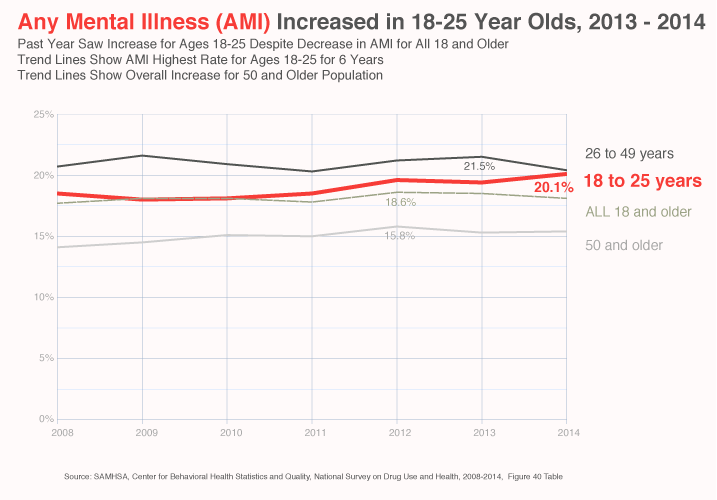 Any Mental Illness (AMI) Increased in 18-25 Year Olds, 2013 - 2014
Past Year Saw Increase for Ages 18-25 Despite Decrease in AMI for All 18 and Older
Trend Lines Show AMI Highest Rate for Ages 18-25 for 6 Years
Trend Lines Show Overall Increase for 50 and Older Population
25%
26 to 49 years
21.5%
20%
18 to 25 years
20.1%
18.6%
ALL 18 and older
15%
15.8%
50 and older
10%
5%
0%
2008 2009 2010 2011 2012 2013 2014
Source: SAMHSA, Center for Behavioral Health Statistics and Quality, National Survey on Drug Use and Health, 2008-2014, Figure 40 Table